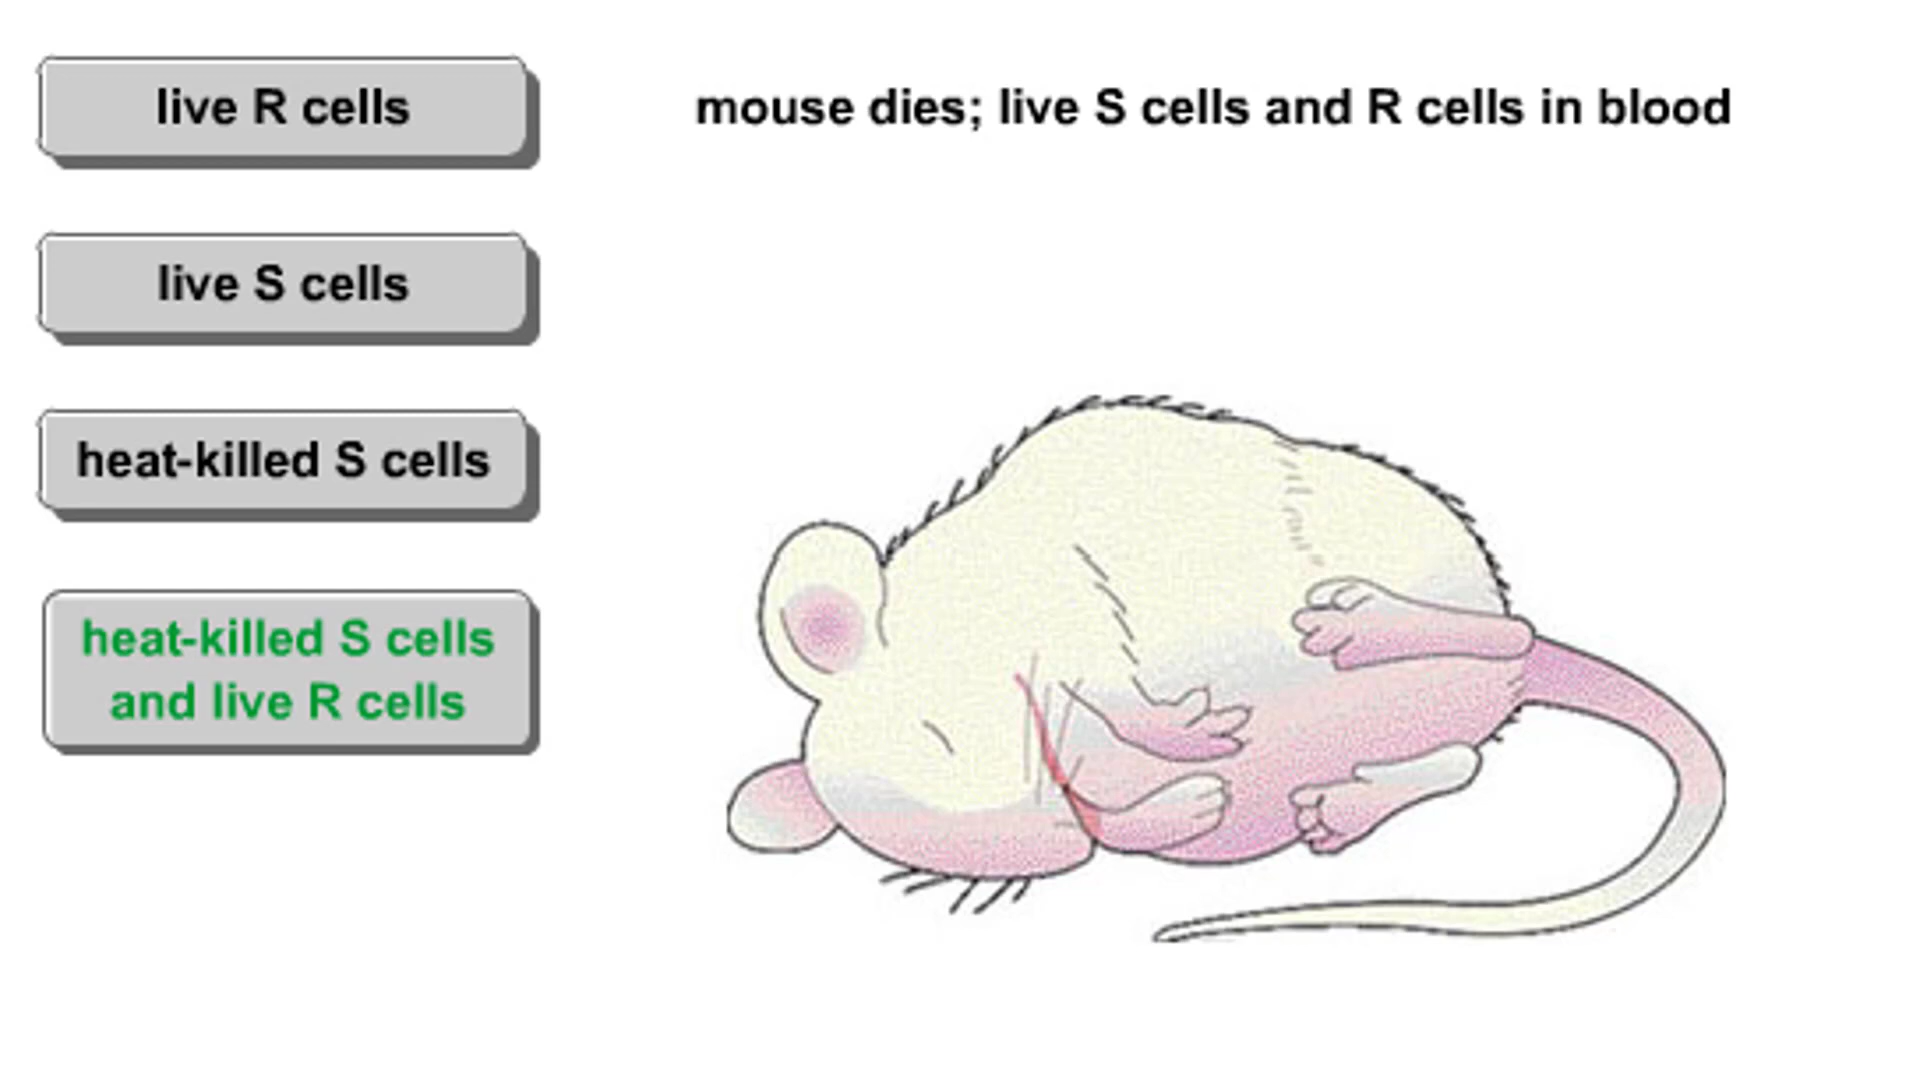 live R cells
mouse dies; live S cells and R cells in blood
live S cells
heat-killed S cells
heat-killed S cells
and live R cells